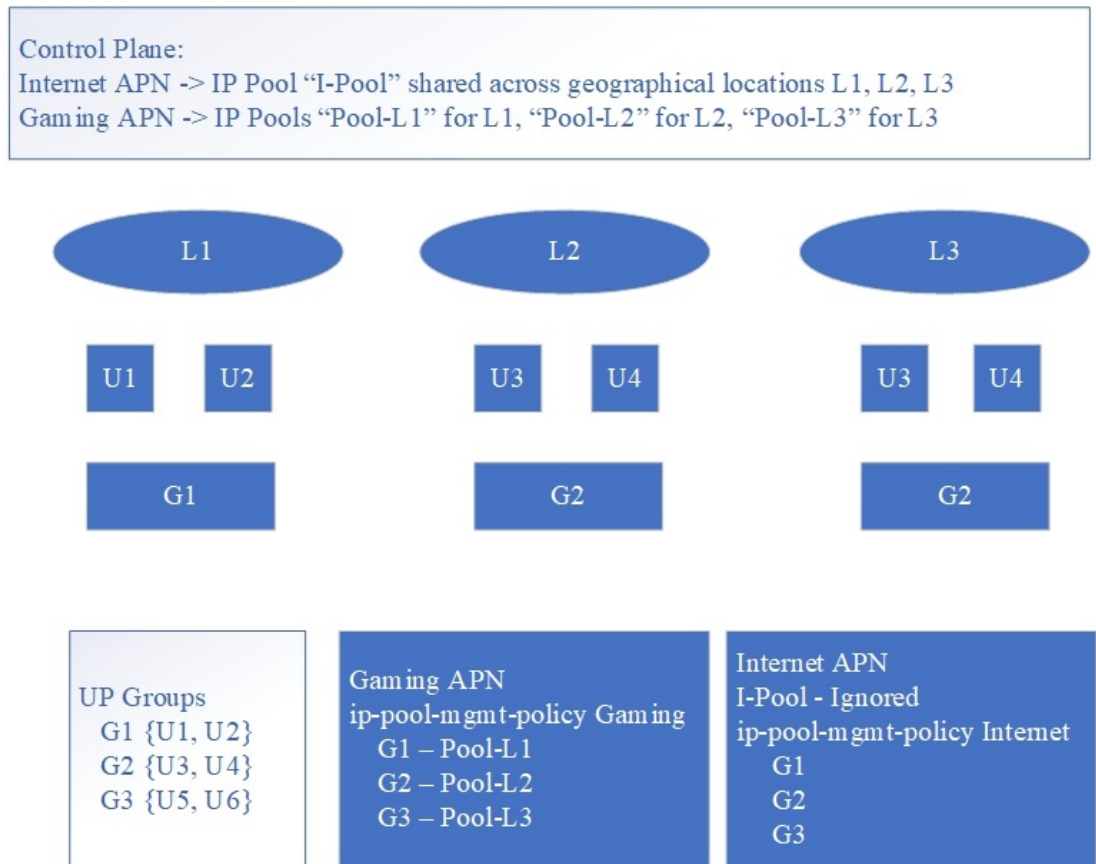 Control Plane:
Internet APN -> IP Pool “I-Pool” shared across geographical locations L1, L2, L3
Gaming APN -> IP Pools “Pool-L1” for L1, “Pool-L2” for L2, “Pool-L3” for L3
L1
L2
L3
U1
U2
U3
U4
U3
U4
G1
G2
G2
UP Groups
G1 {U1, U2}
G2 {U3, U4}
G3 {U5, U6}
Gaming APN
ip-pool-mgmt-policy Gaming
G1 – Pool-L1
G2 – Pool-L2
G3 – Pool-L3
Internet APN
I-Pool - Ignored
ip-pool-mgmt-policy Internet
G1
G2
G3